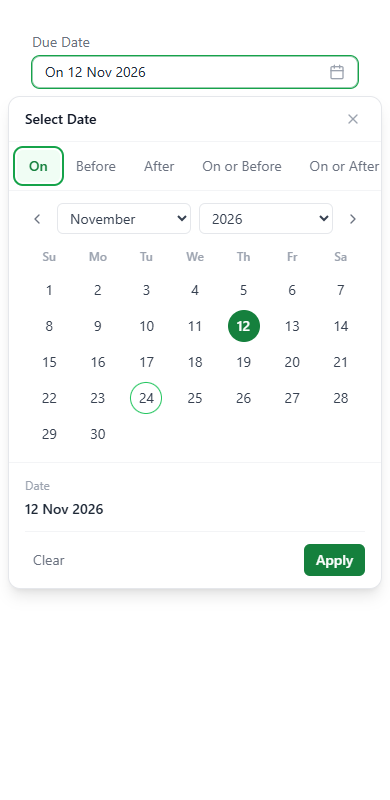 Due Date
On 12 Nov 2026
Select Date
On Before After On or Before On or After
November 2026
Su Mo Tu We Th Fr Sa
1 2 3 4 5 6 7
8 9 10 11 12 13 14
15 16 17 18 19 20 21
22 23 24 25 26 27 28
29 30
Date
12 Nov 2026
Clear Apply